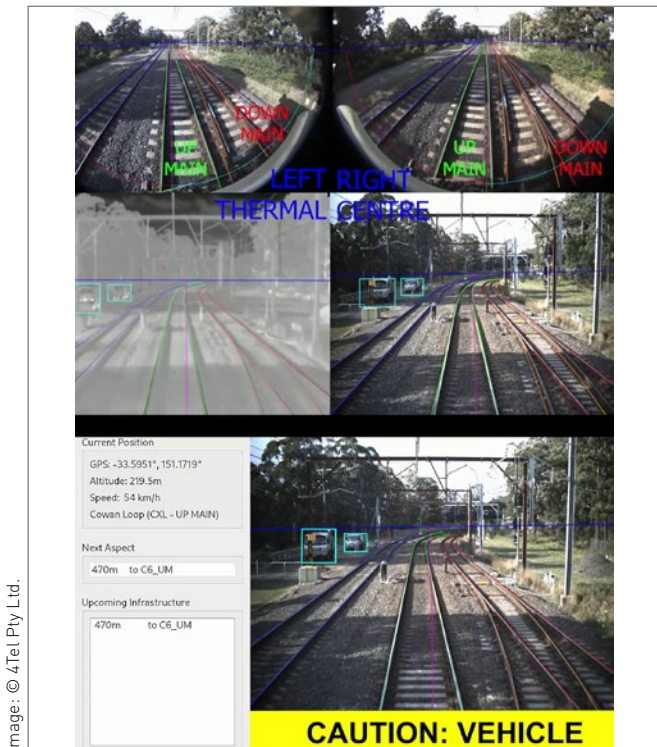 UP
MAIN
DOWN
MAIN
UP
MAIN
DOWN
MAIN
LEFT RIGHT
THERMAL CENTRE
Current Position
GPS: -33.5951°, 151.1719°
Altitude: 219.5m
Speed: 54 km/h
Cowan Loop (CXL - UP MAIN)
Next Aspect
470m to C6_UM
Upcoming Infrastructure
470m to C6_UM
CAUTION: VEHICLE
mage: © 4Tel Pty Ltd.